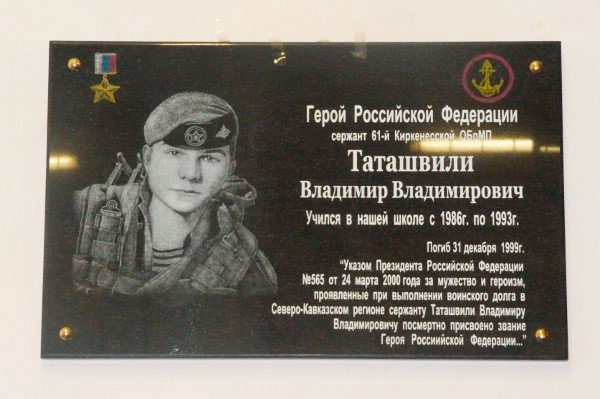 Герой Российской Федерации
сержант 61-й Киркенесской ОБрМП
Таташвили
Владимир Владимирович
Учился в нашей школе с 1986г. по 1993г.
Погиб 31 декабря 1999г.
"Указом Президента Российской Федерации
№565 от 24 марта 2000 года за мужество и героизм,
проявленные при выполнении воинского долга в
Северо-Кавказском регионе сержанту Таташвили Владимиру
Владимировичу посмертно присвоено звание
Героя Росссийкой Федерации..."